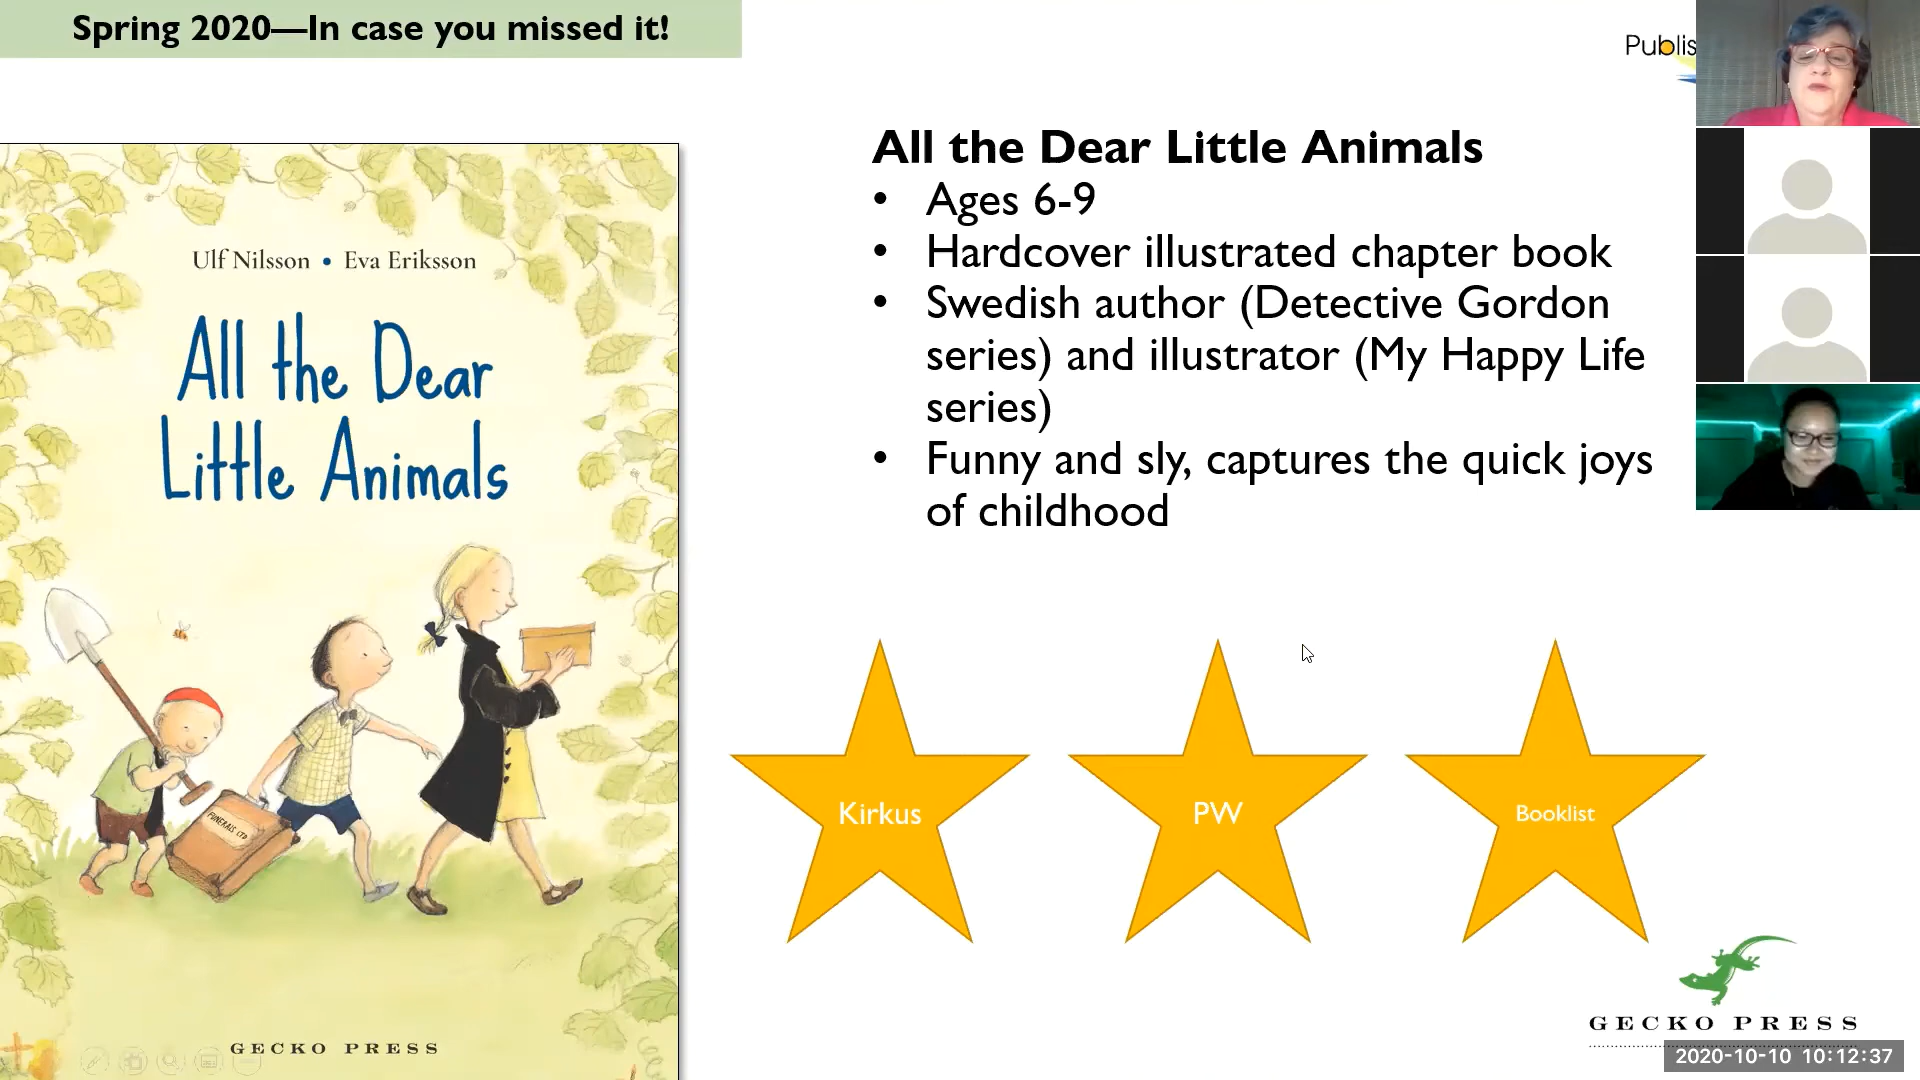 Spring 2020—In case you missed it!
Publis
Ulf Nilsson • Eva Eriksson
All the Dear
Little Animals
FUNERALS LTD
GECKO PRESS
All the Dear Little Animals
• Ages 6-9
• Hardcover illustrated chapter book
• Swedish author (Detective Gordon
series) and illustrator (My Happy Life
series)
• Funny and sly, captures the quick joys
of childhood
Kirkus
PW
Booklist
GECKO PRESS
2020-10-10 10:12:37